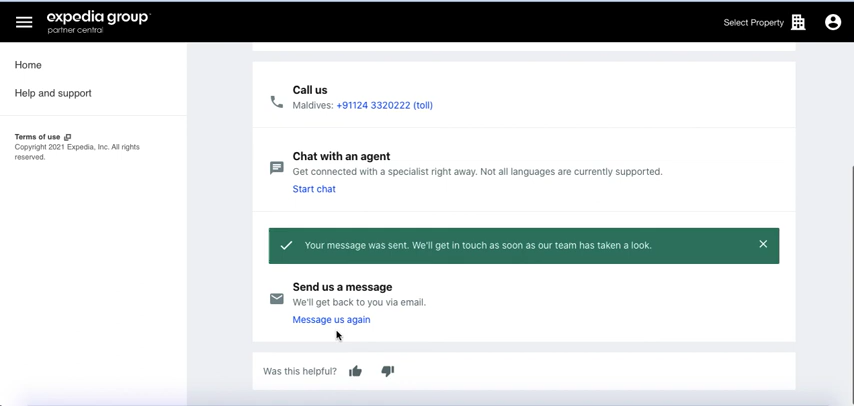 expedia group
partner central
Select Property
Home
Help and support
Terms of use
Copyright 2021 Expedia, Inc. All rights
reserved.
Call us
Maldives: +91124 3320222 (toll)
Chat with an agent
Get connected with a specialist right away. Not all languages are currently supported.
Start chat
Your message was sent. We'll get in touch as soon as our team has taken a look.
Send us a message
We'll get back to you via email.
Message us again
Was this helpful?